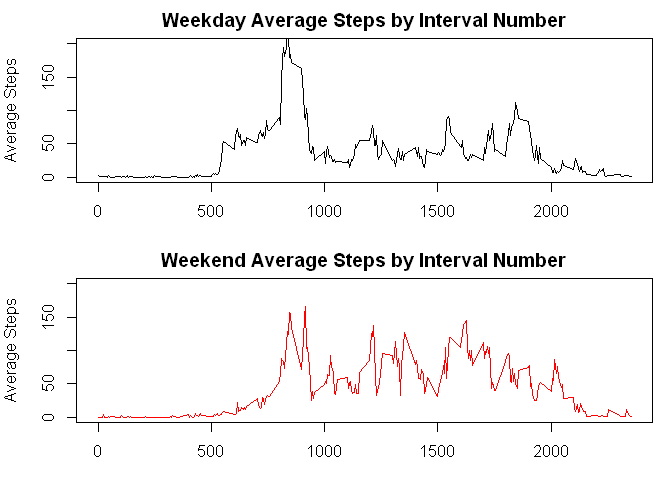 Weekday Average Steps by Interval Number
Average Steps
0 50 150
0 500 1000 1500 2000
Weekend Average Steps by Interval Number
Average Steps
0 50 150
0 500 1000 1500 2000